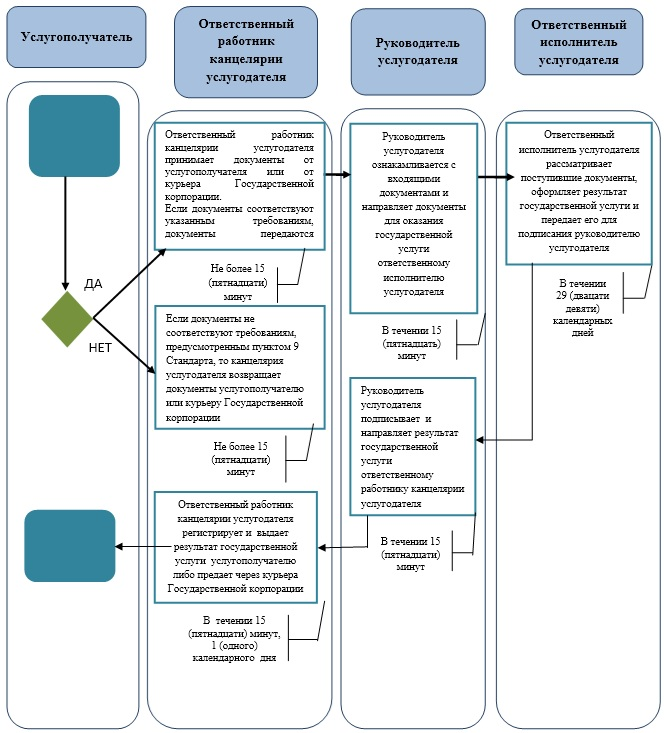 Услугополучатель
Ответственный
работник
канцелярии
услугодателя
Руководитель
услугодателя
Ответственный
исполнитель
услугодателя
Ответственный работник
канцелярии услугодателя
принимает документы от
услугополучателя или от
курьера Государственной
корпорации.
Если документы соответствуют
указанным требованиям,
документы передаются
Не более 15
(пятнадцати)
минут
Руководитель
услугодателя
ознакамливается с
входящими
документами и
направляет документы
для оказания
государственной
услуги
ответственному
исполнителю
услугодателя
В течении 15
(пятнадцать)
минут
Ответственный
исполнитель услугодателя
рассматривает
поступившие документы,
оформляет результат
государственной услуги и
передает его для
подписания руководителю
услугодателя
В течении
29 (двацати
девяти)
календарных
дней
ДА
НЕТ
Если документы не
соответствуют требованиям,
предусмотренным пунктом 9
Стандарта, то канцелярия
услугодателя возвращает
документы услугополучателю
или курьеру Государственной
корпорации
Не более 15
(пятнадцати)
минут
Руководитель
услугодателя
подписывает и
направляет результат
государственной
услуги
ответственному
работнику канцелярии
услугодателя
В течении 15
(пятнадцати)
минут
Ответственный работник
канцелярии услугодателя
регистрирует и выдает
результат государственной
услуги услугополучателю
либо предает через курьера
Государственной корпорации
В течении 15
(пятнадцати) минут,
1 (одного)
календарного дня